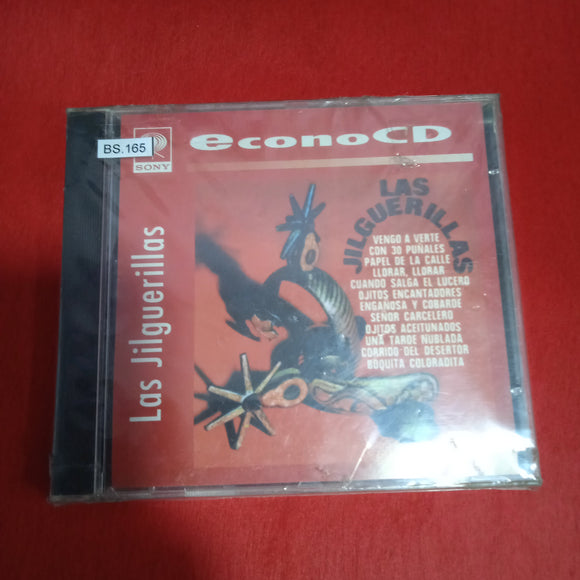 BS.165
SONY
econoCD
Las Jilguerillas
LAS
JILGUERILLAS
VENGO A VERTE
CON 30 PUÑALES
PAPEL DE LA CALLE
LLORAR, LLORAR
CUANDO SALGA EL LUCERO
OJITOS ENCANTADORES
ENGAÑOSA Y COBARDE
SEÑOR CARCELERO
OJITOS ACEITUNADOS
UNA TARDE NUBLADA
CORRIDO DEL DESERTOR
BOQUITA COLORADITA